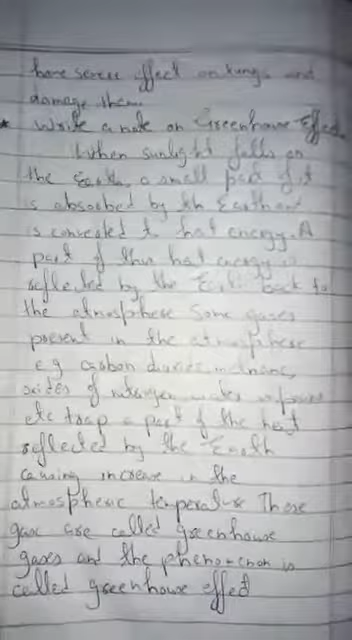 have severe effect on lungs and
damage them.
* Write a note on Greenhouse Effect.
When sunlight falls on
the Earth, a small part of it
is absorbed by the Earth and
is converted to heat energy. A
part of this heat energy is
reflected by the Earth back to
the atmosphere Some gases
present in the atmosphere
e.g carbon dioxide methane,
oxides of nitrogen water vapours
etc trap a part of the heat
reflected by the Earth
causing increase in the
atmospheric temperature These
gase are called greenhouse
gases and the phenomenon is
called greenhouse effect